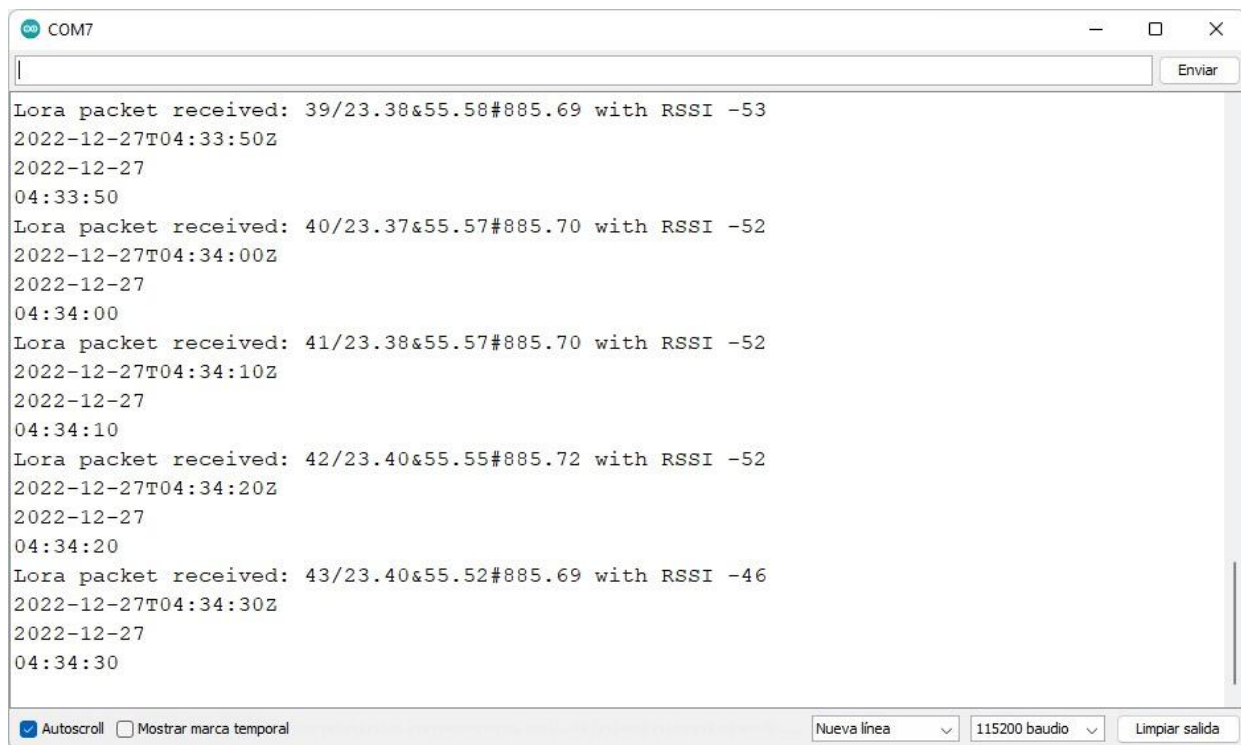 COM7
Enviar
Lora packet received: 39/23.38&55.58#885.69 with RSSI -53
2022-12-27T04:33:50Z
2022-12-27
04:33:50
Lora packet received: 40/23.37&55.57#885.70 with RSSI -52
2022-12-27T04:34:00Z
2022-12-27
04:34:00
Lora packet received: 41/23.38&55.57#885.70 with RSSI -52
2022-12-27T04:34:10Z
2022-12-27
04:34:10
Lora packet received: 42/23.40&55.55#885.72 with RSSI -52
2022-12-27T04:34:20Z
2022-12-27
04:34:20
Lora packet received: 43/23.40&55.52#885.69 with RSSI -46
2022-12-27T04:34:30Z
2022-12-27
04:34:30
Autoscroll Mostrar marca temporal Nueva línea 115200 baudio Limpiar salida